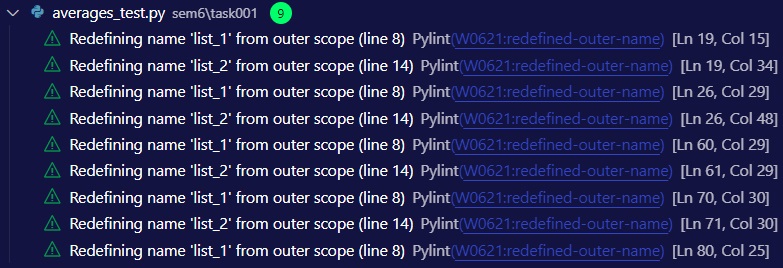 averages_test.py sem6\task001 9
Redefining name 'list_1' from outer scope (line 8) Pylint(W0621:redefined-outer-name) [Ln 19, Col 15]
Redefining name 'list_2' from outer scope (line 14) Pylint(W0621:redefined-outer-name) [Ln 19, Col 34]
Redefining name 'list_1' from outer scope (line 8) Pylint(W0621:redefined-outer-name) [Ln 26, Col 29]
Redefining name 'list_2' from outer scope (line 14) Pylint(W0621:redefined-outer-name) [Ln 26, Col 48]
Redefining name 'list_1' from outer scope (line 8) Pylint(W0621:redefined-outer-name) [Ln 60, Col 29]
Redefining name 'list_2' from outer scope (line 14) Pylint(W0621:redefined-outer-name) [Ln 61, Col 29]
Redefining name 'list_1' from outer scope (line 8) Pylint(W0621:redefined-outer-name) [Ln 70, Col 30]
Redefining name 'list_2' from outer scope (line 14) Pylint(W0621:redefined-outer-name) [Ln 71, Col 30]
Redefining name 'list_1' from outer scope (line 8) Pylint(W0621:redefined-outer-name) [Ln 80, Col 25]